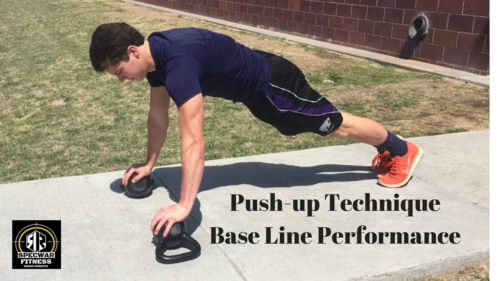 Push-up Technique
Base Line Performance
SPECWAR
FITNESS